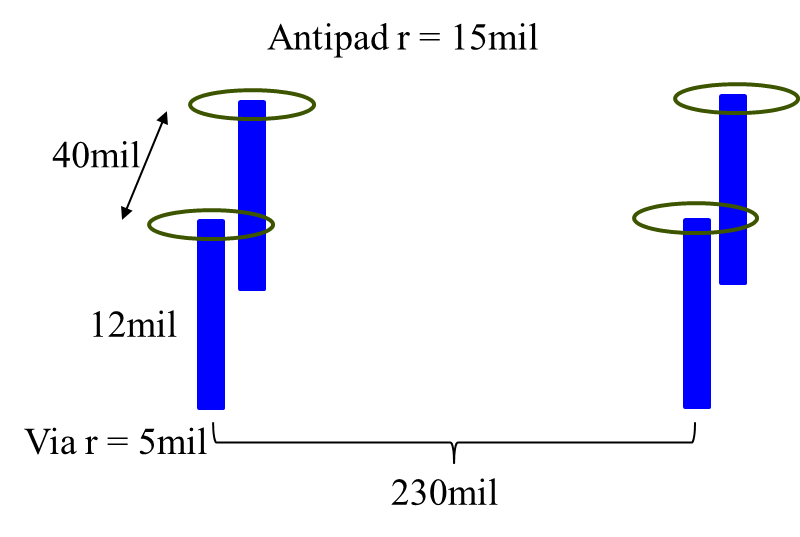 Antipad r = 15mil
40mil
12mil
Via r = 5mil
230mil